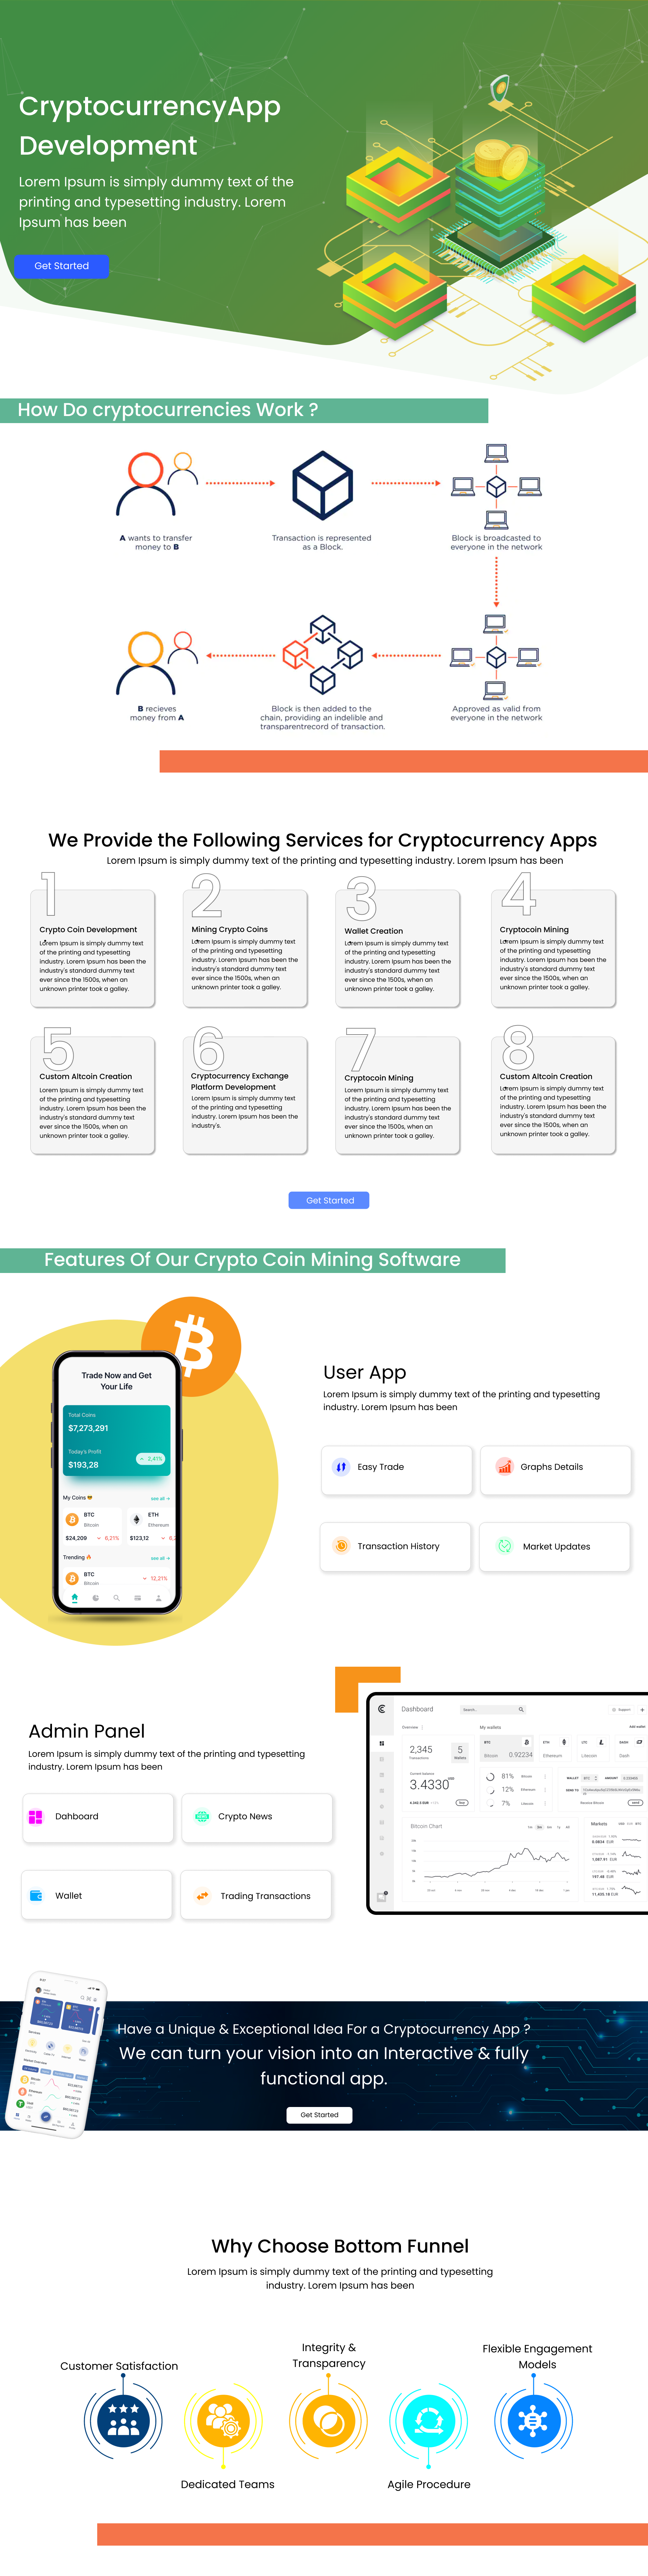 CryptocurrencyApp
Development
Lorem Ipsum is simply dummy text of the
printing and typesetting industry. Lorem
Ipsum has been
Get Started
How Do cryptocurrencies Work ?
A wants to transfer
money to B
Transaction is represented
as a Block.
Block is broadcasted to
everyone in the network
B recieves
money from A
Block is then added to the
chain, providing an indelible and
transparentrecord of transaction.
Approved as valid from
everyone in the network
We Provide the Following Services for Cryptocurrency Apps
Lorem Ipsum is simply dummy text of the printing and typesetting industry. Lorem Ipsum has been
1
Crypto Coin Development
Lorem Ipsum is simply dummy text
of the printing and typesetting
industry. Lorem Ipsum has been the
industry's standard dummy text
ever since the 1500s, when an
unknown printer took a galley.
2
Mining Crypto Coins
Lorem Ipsum is simply dummy text
of the printing and typesetting
industry. Lorem Ipsum has been the
industry's standard dummy text
ever since the 1500s, when an
unknown printer took a galley.
3
Wallet Creation
Lorem Ipsum is simply dummy text
of the printing and typesetting
industry. Lorem Ipsum has been the
industry's standard dummy text
ever since the 1500s, when an
unknown printer took a galley.
4
Cryptocoin Mining
Lorem Ipsum is simply dummy text
of the printing and typesetting
industry. Lorem Ipsum has been the
industry's standard dummy text
ever since the 1500s, when an
unknown printer took a galley.
5
Custom Altcoin Creation
Lorem Ipsum is simply dummy text
of the printing and typesetting
industry. Lorem Ipsum has been the
industry's standard dummy text
ever since the 1500s, when an
unknown printer took a galley.
6
Cryptocurrency Exchange
Platform Development
Lorem Ipsum is simply dummy text
of the printing and typesetting
industry. Lorem Ipsum has been the
industry's.
7
Cryptocoin Mining
Lorem Ipsum is simply dummy text
of the printing and typesetting
industry. Lorem Ipsum has been the
industry's standard dummy text
ever since the 1500s, when an
unknown printer took a galley.
8
Custom Altcoin Creation
Lorem Ipsum is simply dummy text
of the printing and typesetting
industry. Lorem Ipsum has been the
industry's standard dummy text
ever since the 1500s, when an
unknown printer took a galley.
Get Started
Features Of Our Crypto Coin Mining Software
Trade Now and Get
Your Life
Total Coins
$7,273,291
Today's Profit
$193,28
2,41%
My Coins
see all
BTC
Bitcoin
$24,209 6,21%
ETH
Ethereum
$123,12
Trending
see all
BTC
Bitcoin
12,21%
User App
Lorem Ipsum is simply dummy text of the printing and typesetting
industry. Lorem Ipsum has been
Easy Trade
Graphs Details
Transaction History
Market Updates
Admin Panel
Lorem Ipsum is simply dummy text of the printing and typesetting
industry. Lorem Ipsum has been
Dahboard
Crypto News
Wallet
Trading Transactions
Dashboard
Search...
Support
Overview
My wallets
Add wallet
2,345
Transactions
5
Wallets
Current balance
3.4330
BTC
Bitcoin 0.92234
ETH
Ethereum
LTC
Litecoin
DASH
Dash
81% Bitcoin
12% Ethereum
7% Litecoin
WALLET BTC AMOUNT
SEND TO
Receive Bitcoin
Bitcoin Chart
Markets
Have a Unique & Exceptional Idea For a Cryptocurrency App ?
We can turn your vision into an Interactive & fully
functional app.
Get Started
Why Choose Bottom Funnel
Lorem Ipsum is simply dummy text of the printing and typesetting
industry. Lorem Ipsum has been
Customer Satisfaction
Dedicated Teams
Integrity &
Transparency
Agile Procedure
Flexible Engagement
Models